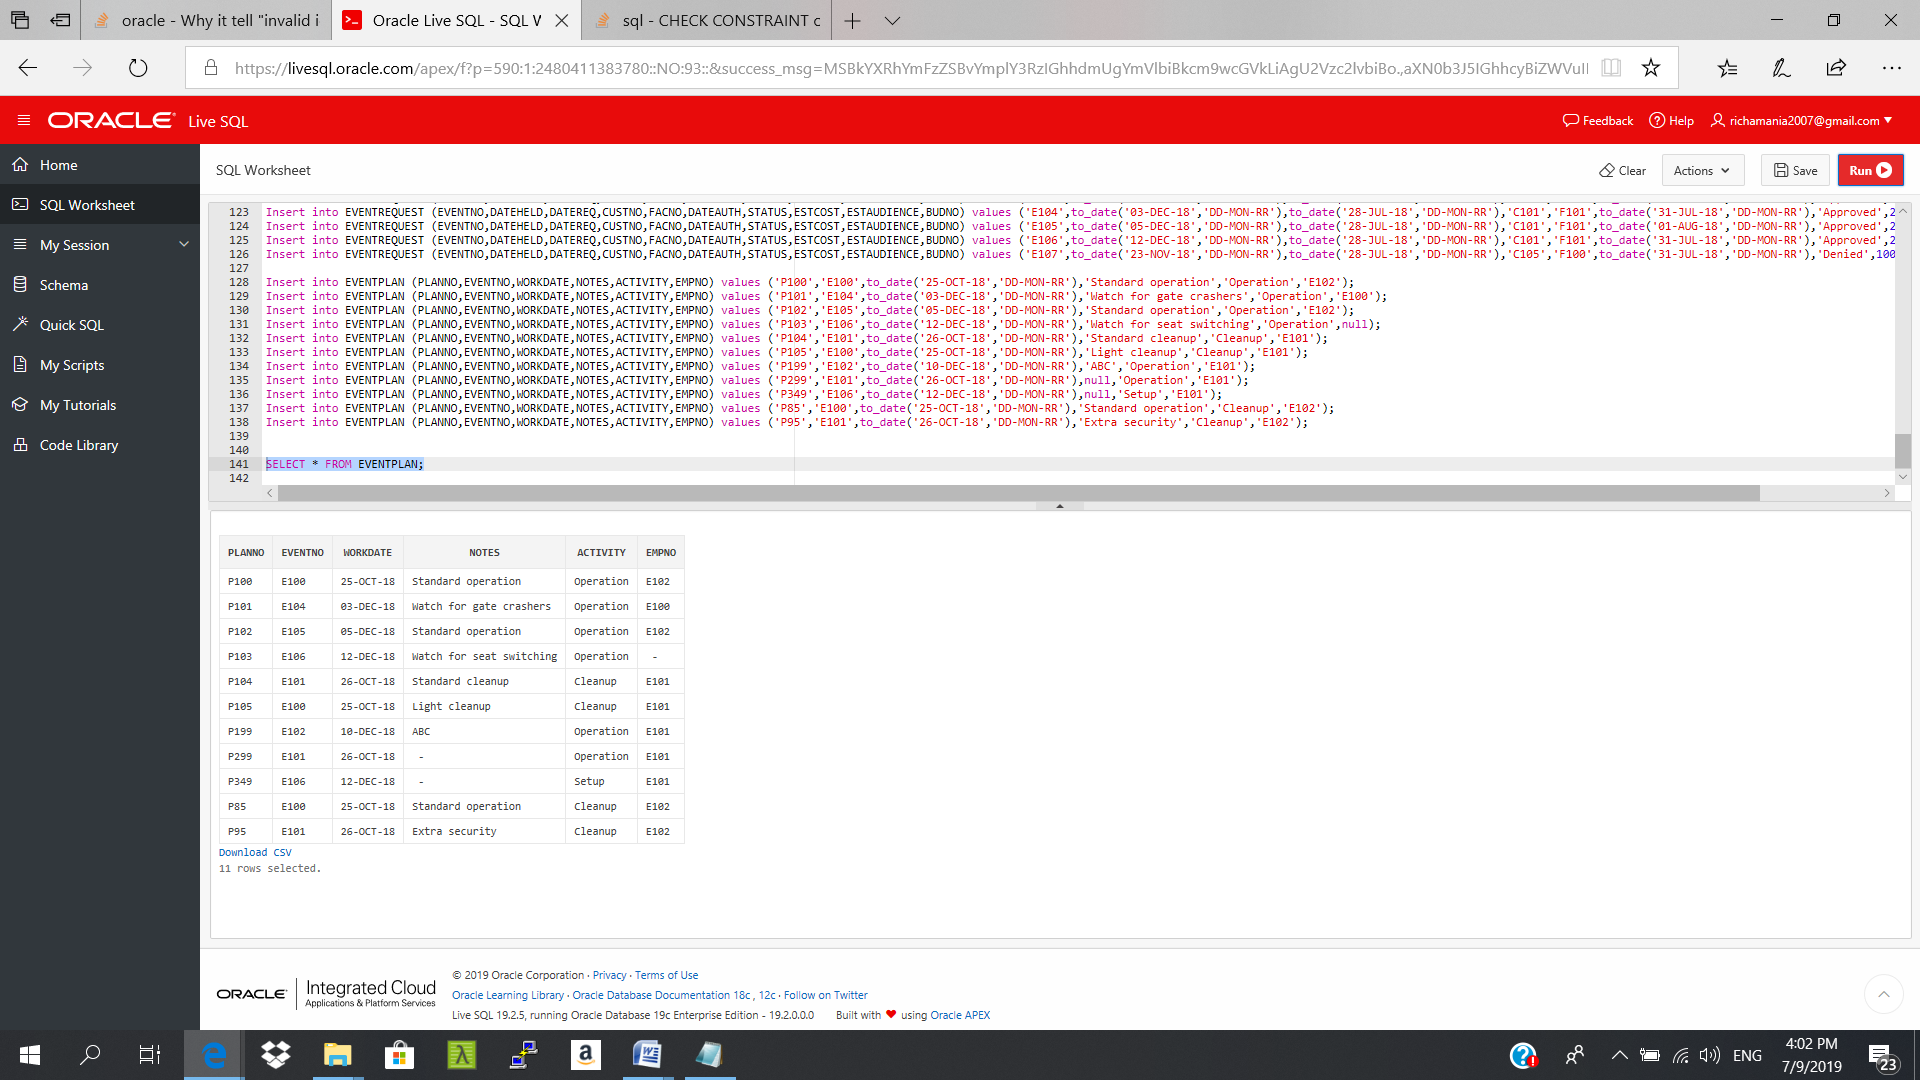 oracle - Why it tell "invalid i
Oracle Live SQL - SQL W
sql - CHECK CONSTRAINT c
https://livesql.oracle.com/apex/f?p=590:1:2480411383780::NO:93::&success_msg=
ORACLE Live SQL
Feedback Help richamania2007@gmail.com
Home
SQL Worksheet
My Session
Schema
Quick SQL
My Scripts
My Tutorials
Code Library
SQL Worksheet Clear Actions Save Run
123 Insert into EVENTREQUEST (EVENTNO,DATEHELD,DATEREQ,CUSTNO,FACNO,DATEAUTH,STATUS,ESTCOST,ESTAUDIENCE,BUDNO) values ('E104',to_date('03-DEC-18','DD-MON-RR'),to_date('28-JUL-18','DD-MON-RR'),'C101','F101',to_date('31-JUL-18','DD-MON-RR'),'Approved',2
124 Insert into EVENTREQUEST (EVENTNO,DATEHELD,DATEREQ,CUSTNO,FACNO,DATEAUTH,STATUS,ESTCOST,ESTAUDIENCE,BUDNO) values ('E105',to_date('05-DEC-18','DD-MON-RR'),to_date('28-JUL-18','DD-MON-RR'),'C101','F101',to_date('01-AUG-18','DD-MON-RR'),'Approved',2
125 Insert into EVENTREQUEST (EVENTNO,DATEHELD,DATEREQ,CUSTNO,FACNO,DATEAUTH,STATUS,ESTCOST,ESTAUDIENCE,BUDNO) values ('E106',to_date('12-DEC-18','DD-MON-RR'),to_date('28-JUL-18','DD-MON-RR'),'C101','F101',to_date('31-JUL-18','DD-MON-RR'),'Approved',2
126 Insert into EVENTREQUEST (EVENTNO,DATEHELD,DATEREQ,CUSTNO,FACNO,DATEAUTH,STATUS,ESTCOST,ESTAUDIENCE,BUDNO) values ('E107',to_date('23-NOV-18','DD-MON-RR'),to_date('28-JUL-18','DD-MON-RR'),'C105','F100',to_date('31-JUL-18','DD-MON-RR'),'Denied',100
127
128 Insert into EVENTPLAN (PLANNO,EVENTNO,WORKDATE,NOTES,ACTIVITY,EMPNO) values ('P100','E100',to_date('25-OCT-18','DD-MON-RR'),'Standard operation','Operation','E102');
129 Insert into EVENTPLAN (PLANNO,EVENTNO,WORKDATE,NOTES,ACTIVITY,EMPNO) values ('P101','E104',to_date('03-DEC-18','DD-MON-RR'),'Watch for gate crashers','Operation','E100');
130 Insert into EVENTPLAN (PLANNO,EVENTNO,WORKDATE,NOTES,ACTIVITY,EMPNO) values ('P102','E105',to_date('05-DEC-18','DD-MON-RR'),'Standard operation','Operation','E102');
131 Insert into EVENTPLAN (PLANNO,EVENTNO,WORKDATE,NOTES,ACTIVITY,EMPNO) values ('P103','E106',to_date('12-DEC-18','DD-MON-RR'),'Watch for seat switching','Operation',null);
132 Insert into EVENTPLAN (PLANNO,EVENTNO,WORKDATE,NOTES,ACTIVITY,EMPNO) values ('P104','E101',to_date('26-OCT-18','DD-MON-RR'),'Standard cleanup','Cleanup','E101');
133 Insert into EVENTPLAN (PLANNO,EVENTNO,WORKDATE,NOTES,ACTIVITY,EMPNO) values ('P105','E100',to_date('25-OCT-18','DD-MON-RR'),'Light cleanup','Cleanup','E101');
134 Insert into EVENTPLAN (PLANNO,EVENTNO,WORKDATE,NOTES,ACTIVITY,EMPNO) values ('P199','E102',to_date('10-DEC-18','DD-MON-RR'),'ABC','Operation','E101');
135 Insert into EVENTPLAN (PLANNO,EVENTNO,WORKDATE,NOTES,ACTIVITY,EMPNO) values ('P299','E101',to_date('26-OCT-18','DD-MON-RR'),null,'Operation','E101');
136 Insert into EVENTPLAN (PLANNO,EVENTNO,WORKDATE,NOTES,ACTIVITY,EMPNO) values ('P349','E106',to_date('12-DEC-18','DD-MON-RR'),null,'Setup','E101');
137 Insert into EVENTPLAN (PLANNO,EVENTNO,WORKDATE,NOTES,ACTIVITY,EMPNO) values ('P85','E100',to_date('25-OCT-18','DD-MON-RR'),'Standard operation','Cleanup','E102');
138 Insert into EVENTPLAN (PLANNO,EVENTNO,WORKDATE,NOTES,ACTIVITY,EMPNO) values ('P95','E101',to_date('26-OCT-18','DD-MON-RR'),'Extra security','Cleanup','E102');
139
140
141 SELECT * FROM EVENTPLAN;
142
PLANNO EVENTNO WORKDATE NOTES ACTIVITY EMPNO
P100 E100 25-OCT-18 Standard operation Operation E102
P101 E104 03-DEC-18 Watch for gate crashers Operation E100
P102 E105 05-DEC-18 Standard operation Operation E102
P103 E106 12-DEC-18 Watch for seat switching Operation -
P104 E101 26-OCT-18 Standard cleanup Cleanup E101
P105 E100 25-OCT-18 Light cleanup Cleanup E101
P199 E102 10-DEC-18 ABC Operation E101
P299 E101 26-OCT-18 - Operation E101
P349 E106 12-DEC-18 - Setup E101
P85 E100 25-OCT-18 Standard operation Cleanup E102
P95 E101 26-OCT-18 Extra security Cleanup E102
Download CSV
11 rows selected.
ORACLE Integrated Cloud
Applications & Platform Services
© 2019 Oracle Corporation · Privacy · Terms of Use
Oracle Learning Library · Oracle Database Documentation 18c , 12c · Follow on Twitter
Live SQL 19.2.5, running Oracle Database 19c Enterprise Edition - 19.2.0.0.0 Built with ♥ using Oracle APEX
ENG
4:02 PM
7/9/2019
23